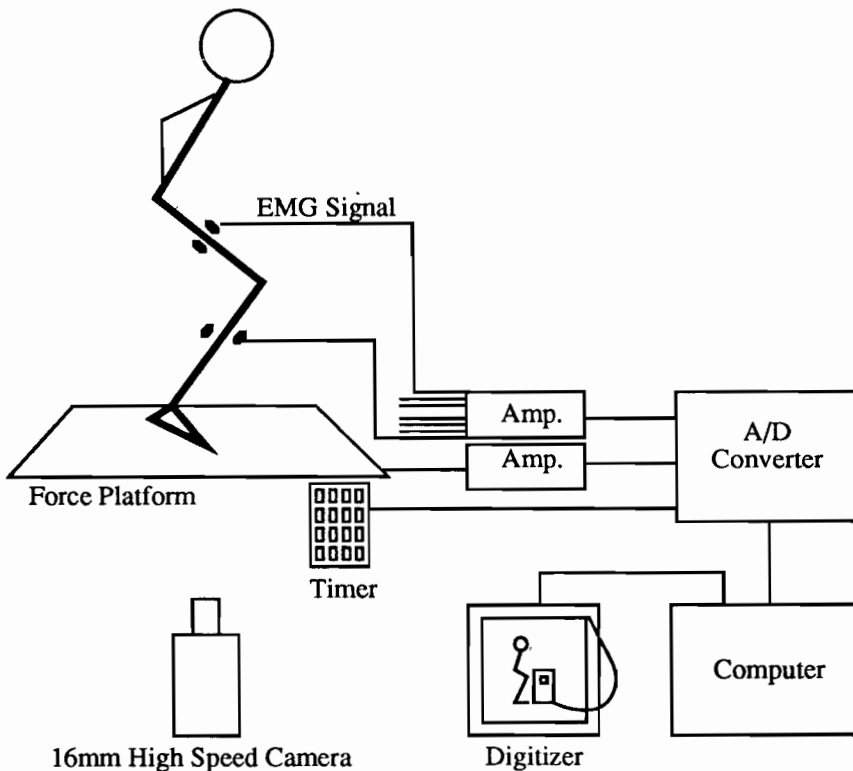 EMG Signal
Amp.
A/D
Converter
Amp.
Force Platform
Timer
Computer
16mm High Speed Camera
Digitizer